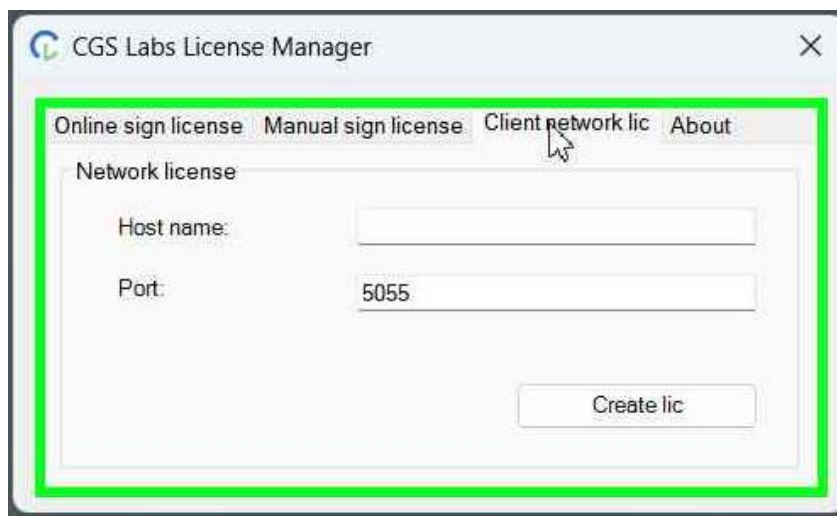 CGS Labs License Manager
Online sign license Manual sign license Client network lic About
Network license
Host name:
Port: 5055
Create lic